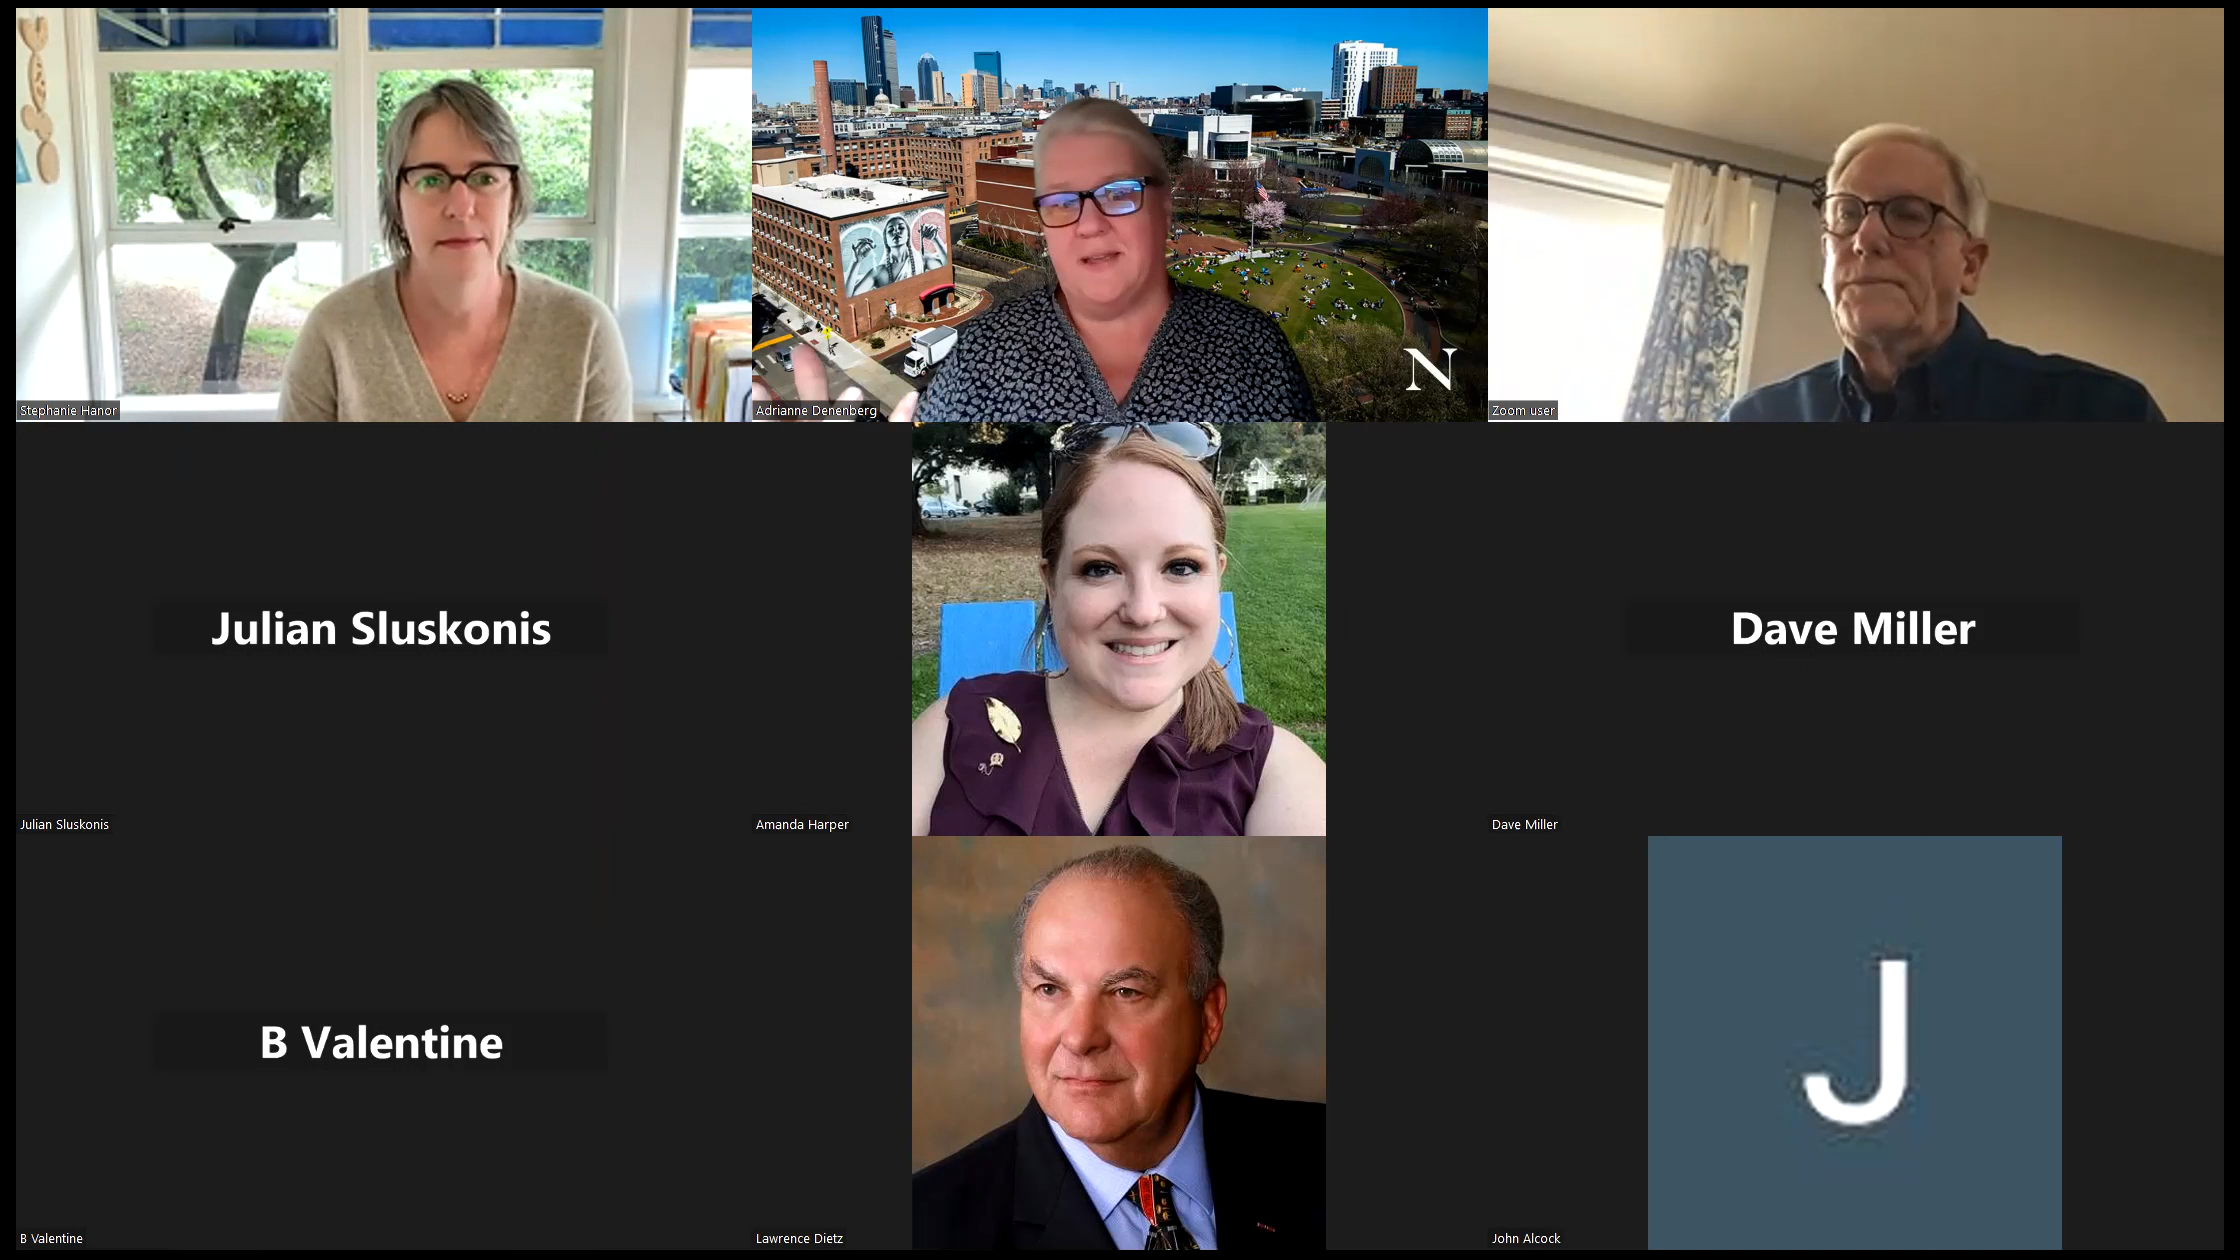 Stephanie Hanor
Adrianne Denenberg
N
Zoom user
Julian Sluskonis
Julian Sluskonis
Amanda Harper
Dave Miller
Dave Miller
B Valentine
B Valentine
Lawrence Dietz
J
John Alcock